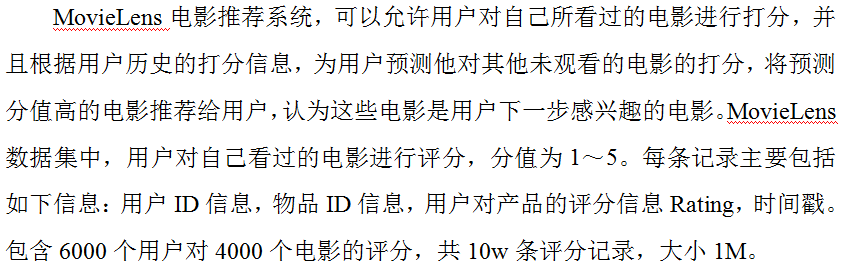 MovieLens 电影推荐系统，可以允许用户对自己所看过的电影进行打分，并
且根据用户历史的打分信息，为用户预测他对其他未观看的电影的打分，将预测
分值高的电影推荐给用户，认为这些电影是用户下一步感兴趣的电影。MovieLens
数据集中，用户对自己看过的电影进行评分，分值为 1～5。每条记录主要包括
如下信息：用户 ID 信息，物品 ID 信息，用户对产品的评分信息 Rating，时间戳。
包含 6000 个用户对 4000 个电影的评分，共 10w 条评分记录，大小 1M。